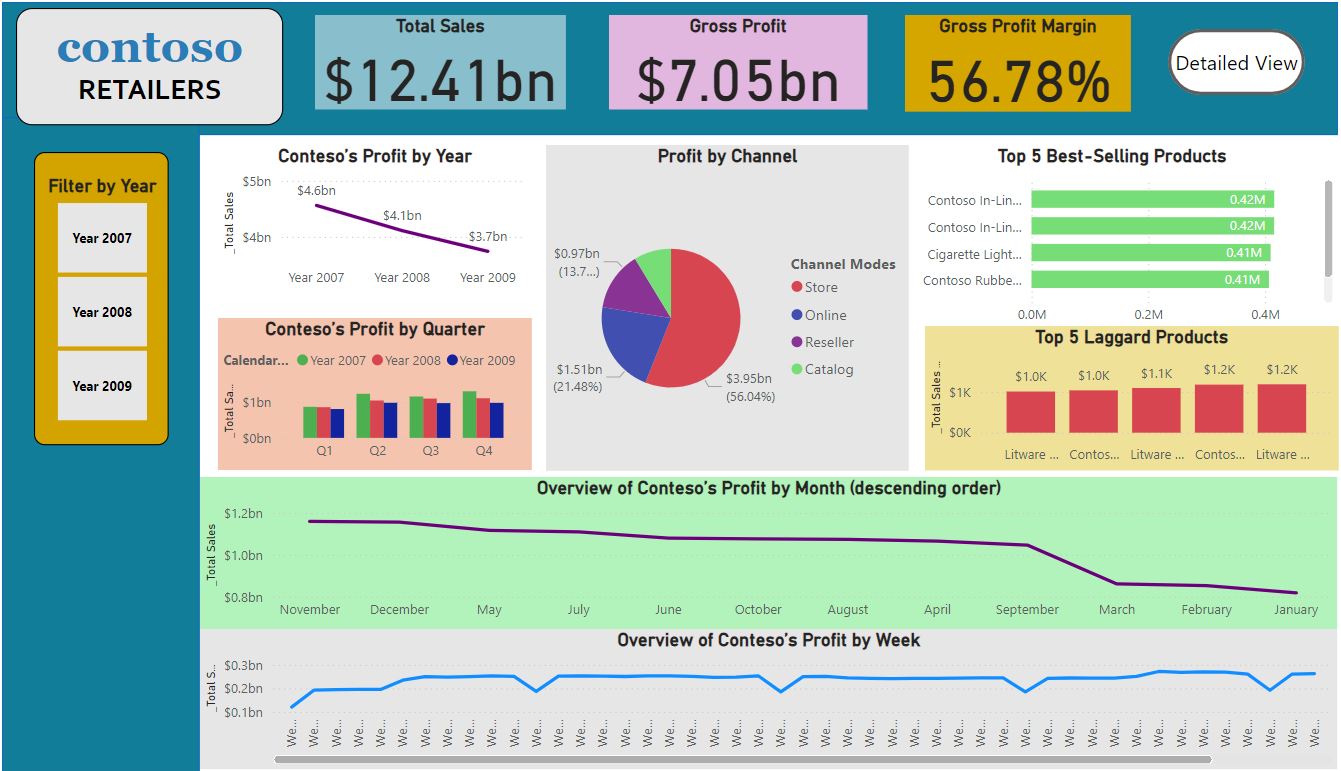 contoso
RETAILERS
Total Sales
$12.41bn
Gross Profit
$7.05bn
Gross Profit Margin
56.78%
Detailed View
Filter by Year
Year 2007
Year 2008
Year 2009
Conteso's Profit by Year
_Total Sales
$5bn
$4bn
$4.6bn
$4.1bn
$3.7bn
Year 2007 Year 2008 Year 2009
Conteso's Profit by Quarter
Calendar... Year 2007 Year 2008 Year 2009
_Total Sa...
$1bn
$0bn
Q1 Q2 Q3 Q4
Profit by Channel
$0.97bn
(13.7...)
$1.51bn
(21.48%)
$3.95bn
(56.04%)
Channel Modes
Store
Online
Reseller
Catalog
Top 5 Best-Selling Products
Contoso In-Lin... 0.42M
Contoso In-Lin... 0.42M
Cigarette Light... 0.41M
Contoso Rubbe... 0.41M
0.0M 0.2M 0.4M
Top 5 Laggard Products
_Total Sales ...
$1K
$0K
$1.0K $1.0K $1.1K $1.2K $1.2K
Litware ... Contos... Litware ... Contos... Litware ...
Overview of Conteso's Profit by Month (descending order)
_Total Sales
$1.2bn
$1.0bn
$0.8bn
November December May July June October August April September March February January
Overview of Conteso's Profit by Week
_Total S...
$0.3bn
$0.2bn
$0.1bn
We... We... We... We... We... We... We... We... We... We... We... We... We... We... We... We... We... We... We... We... We... We... We... We... We... We... We... We... We... We... We... We... We... We... We... We... We... We... We... We... We... We... We... We... We... We... We...